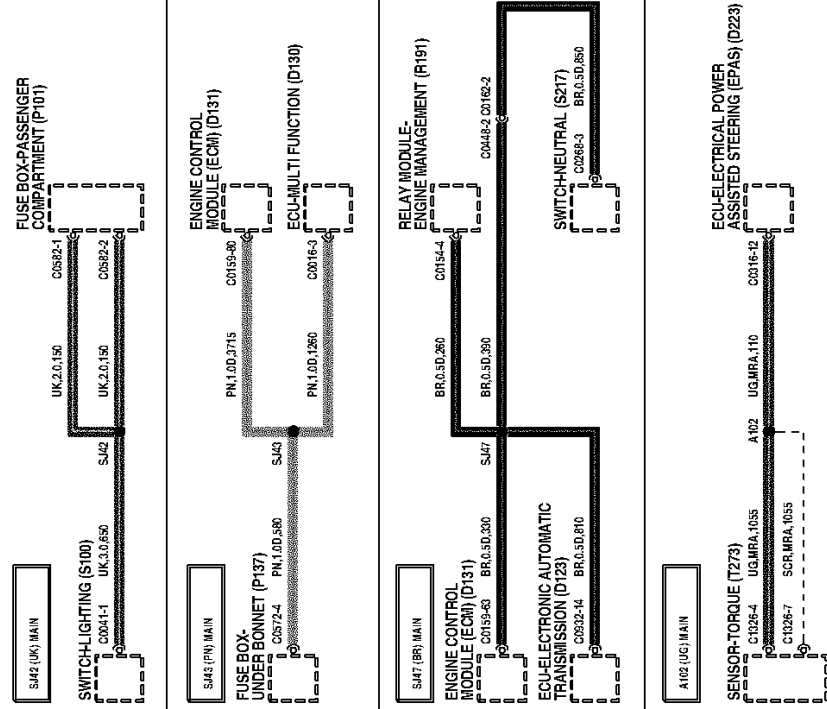 SJ42 (UK) MAIN
SWITCH-LIGHTING (S100)
C0041-1
UK,3.0,650
SJ42
UK,2.0,150
UK,2.0,150
C0582-1
C0582-2
FUSE BOX-PASSENGER
COMPARTMENT (P101)
SJ43 (PN) MAIN
FUSE BOX-
UNDER BONNET (P137)
C0572-4
PN,1.0D,580
SJ43
PN,1.0D,3715
PN,1.0D,1260
C0159-80
C0016-3
ENGINE CONTROL
MODULE (ECM) (D131)
ECU-MULTI FUNCTION (D130)
SJ47 (BR) MAIN
ENGINE CONTROL
MODULE (ECM) (D131)
C0159-63
BR,0.5D,330
ECU-ELECTRONIC AUTOMATIC
TRANSMISSION (D123)
C0932-14
BR,0.5D,810
SJ47
BR,0.5D,260
BR,0.5D,390
C0154-4
RELAY MODULE-
ENGINE MANAGEMENT (R191)
C0448-2
C0162-2
SWITCH-NEUTRAL (S217)
C0268-3
BR,0.5D,850
A102 (UG) MAIN
SENSOR-TORQUE (T273)
C1326-4
UG,MRA,1055
C1326-7
SCR,MRA,1055
A102
UG,MRA,110
C0316-12
ECU-ELECTRICAL POWER
ASSISTED STEERING (EPAS) (D223)